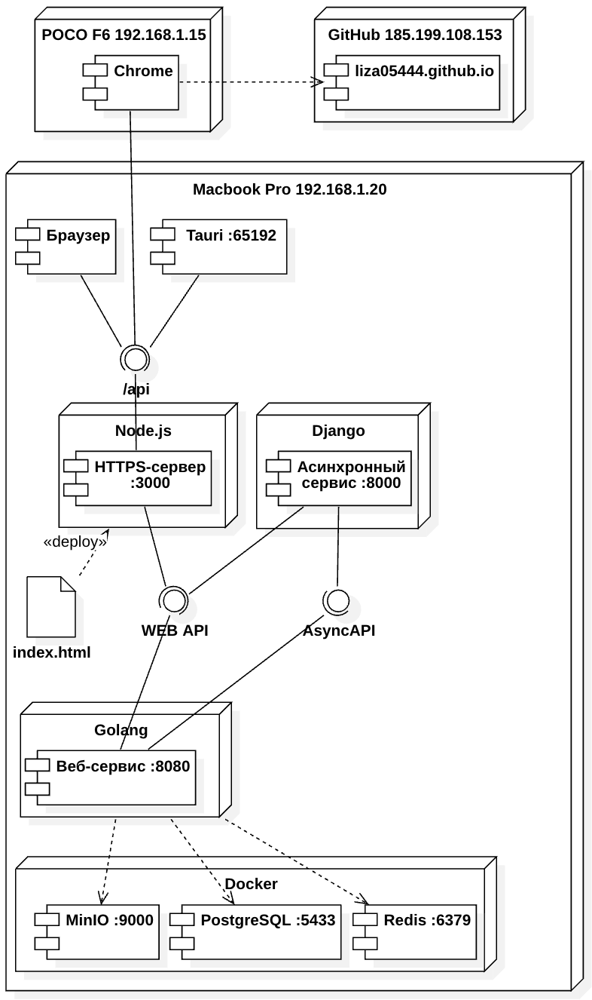 POCO F6 192.168.1.15
Chrome
GitHub 185.199.108.153
liza05444.github.io
Macbook Pro 192.168.1.20
Браузер
Tauri :65192
/api
Node.js
HTTPS-сервер
:3000
Django
Асинхронный
сервис :8000
«deploy»
index.html
WEB API
AsyncAPI
Golang
Веб-сервис :8080
Docker
MinIO :9000
PostgreSQL :5433
Redis :6379